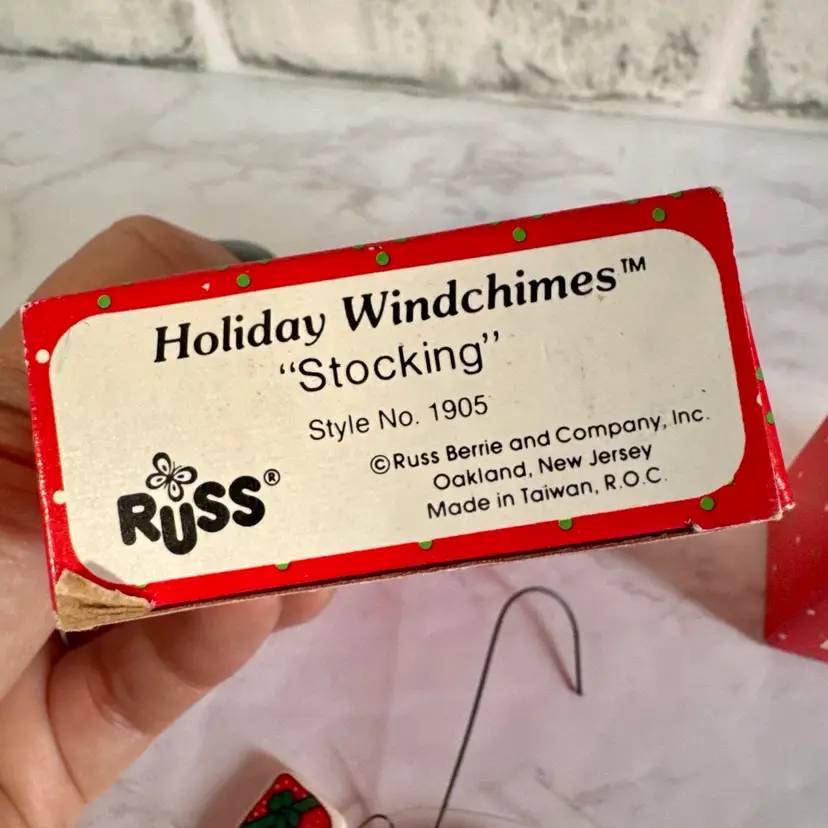 Holiday Windchimes™
“Stocking”
Style No. 1905
RUSS®
©Russ Berrie and Company, Inc.
Oakland, New Jersey
Made in Taiwan, R.O.C.